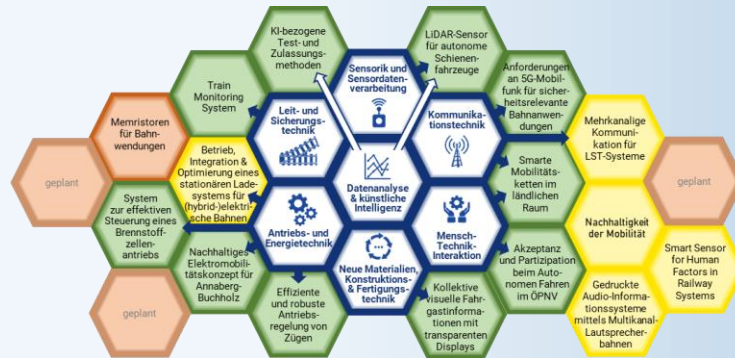 KI-bezogene
Test- und
Zulassungs-
methoden
LiDAR-Sensor
für autonome
Schienen-
fahrzeuge
Sensorik und
Sensordaten-
verarbeitung
Train
Monitoring
System
Anforderungen
an 5G-Mobil-
funk für sicher-
heitsrelevante
Bahnanwen-
dungen
Leit- und
Sicherungs-
technik
Kommunika-
tionstechnik
Memristoren
für Bahn-
wendungen
Mehrkanalige
Kommuni-
kation für
LST-Systeme
Betrieb,
Integration &
Optimierung eines
stationären Lade-
systems für
(hybrid-)elektri-
sche Bahnen
Datenanalyse
& künstliche
Intelligenz
Smarte
Mobilitäts-
ketten im
ländlichen
Raum
geplant
geplant
System
zur effektiven
Steuerung eines
Brennstoff-
zellen-
antriebs
Antriebs- und
Energietechnik
Mensch-
Technik-
Interaktion
Nachhaltigkeit
der Mobilität
Nachhaltiges
Elektromobili-
tätskonzept für
Annaberg-
Buchholz
Neue Materialien,
Konstruktions-
& Fertigungs-
technik
Akzeptanz
und Partizipation
beim Auto-
nomen Fahren
im ÖPNV
Smart Sensor
for Human
Factors in
Railway
Systems
geplant
Effiziente
und robuste
Antriebs-
regelung von
Zügen
Kollektive
visuelle Fahr-
gastinforma-
tionen mit
transparenten
Displays
Gedruckte
Audio-Informa-
tionssysteme
mittels Multikanal-
Lautsprecher-
bahnen